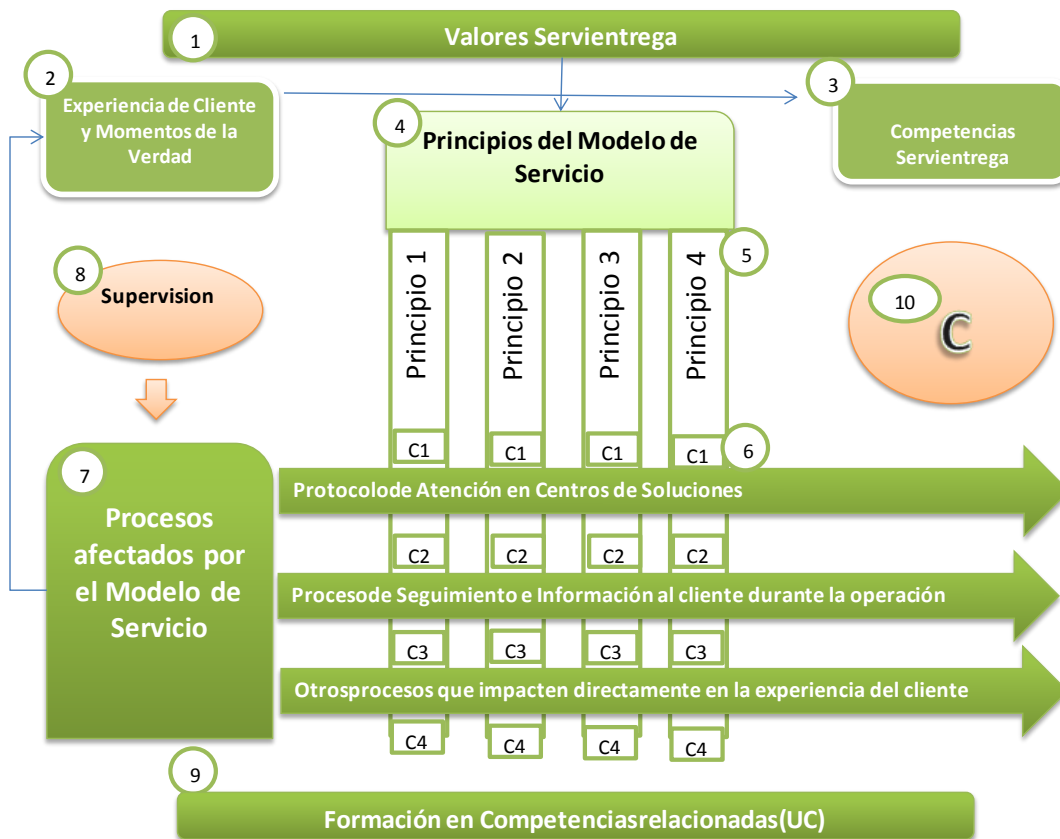 1
Valores Servientrega
2
Experiencia de Cliente
y Momentos de la
Verdad
3
Competencias
Servientrega
4
Principios del Modelo de
Servicio
5
Principio 1
Principio 2
Principio 3
Principio 4
8
Supervision
10
C
6
C1
C1
C1
C1
7
Procesos
afectados por
el Modelo de
Servicio
Protocolode Atención en Centros de Soluciones
C2
C2
C2
C2
Procesode Seguimiento e Información al cliente durante la operación
C3
C3
C3
C3
Otrosprocesos que impacten directamente en la experiencia del cliente
C4
C4
C4
C4
9
Formación en Competenciasrelacionadas(UC)